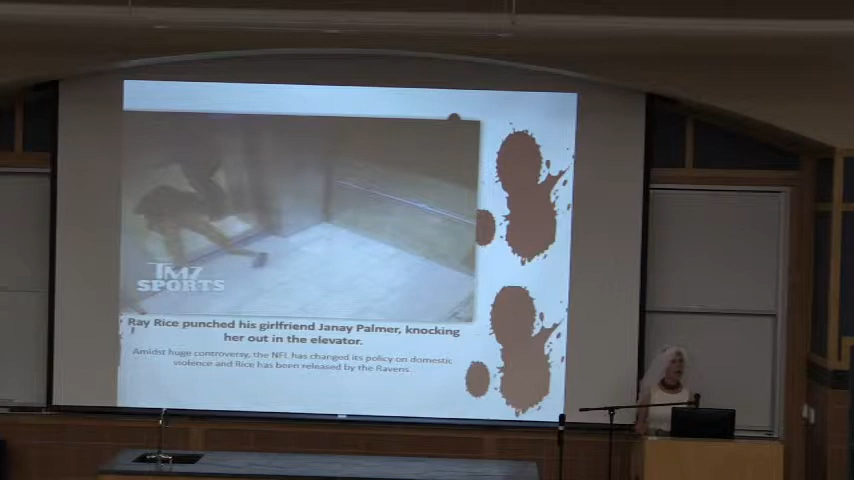 TMZ
SPORTS
Ray Rice punched his girlfriend Janay Palmer, knocking
her out in the elevator.
Amidst huge controversy, the NFL has changed its policy on domestic
violence and Rice has been released by the Ravens.